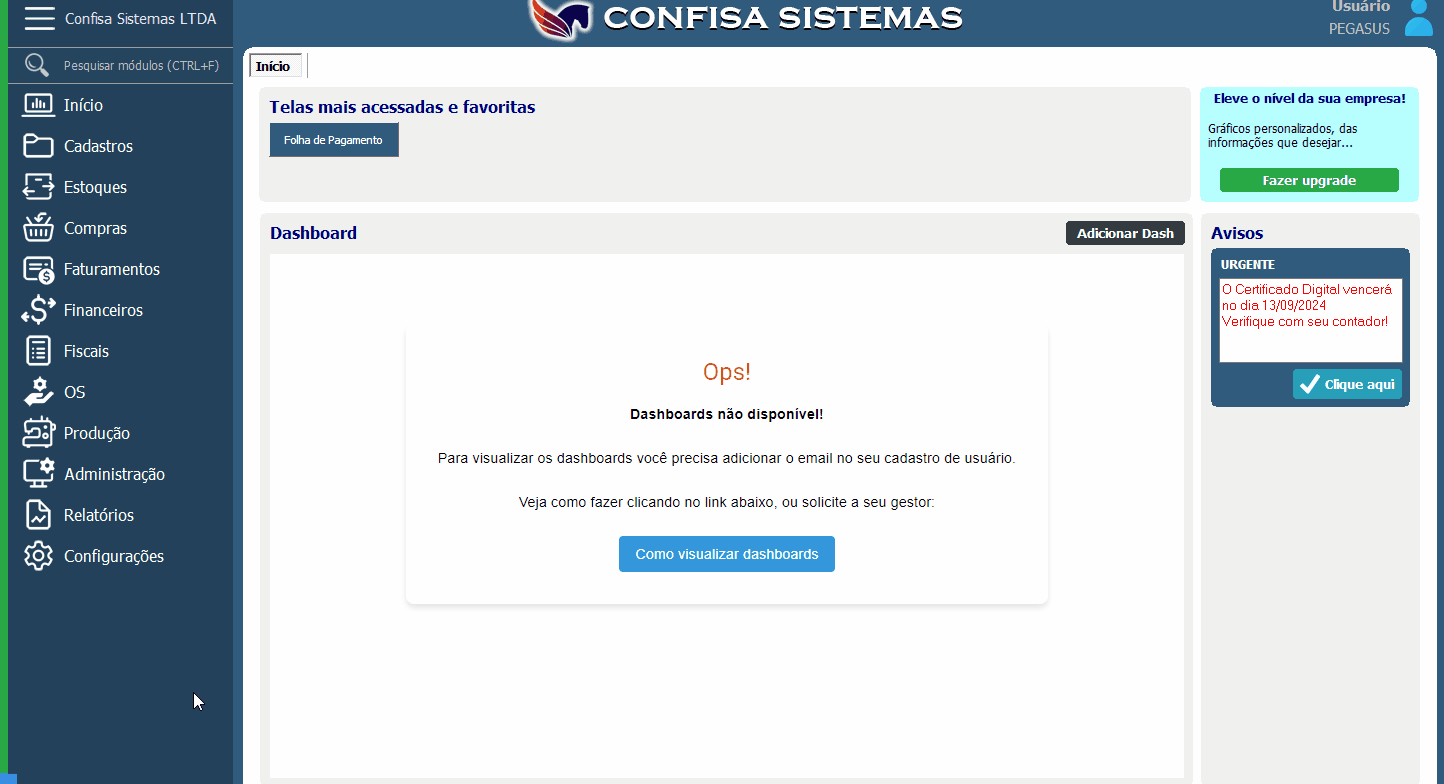 Confisa Sistemas LTDA
Pesquisar módulos (CTRL+F)
Início
Cadastros
Estoques
Compras
Faturamentos
Financeiros
Fiscais
OS
Produção
Administração
Relatórios
Configurações
CONFISA SISTEMAS
Usuário
PEGASUS
Início
Telas mais acessadas e favoritas
Folha de Pagamento
Eleve o nível da sua empresa!
Gráficos personalizados, das
informações que desejar...
Fazer upgrade
Dashboard
Adicionar Dash
Ops!
Dashboards não disponível!
Para visualizar os dashboards você precisa adicionar o email no seu cadastro de usuário.
Veja como fazer clicando no link abaixo, ou solicite a seu gestor:
Como visualizar dashboards
Avisos
URGENTE
O Certificado Digital vencerá
no dia 13/09/2024
Verifique com seu contador!
Clique aqui